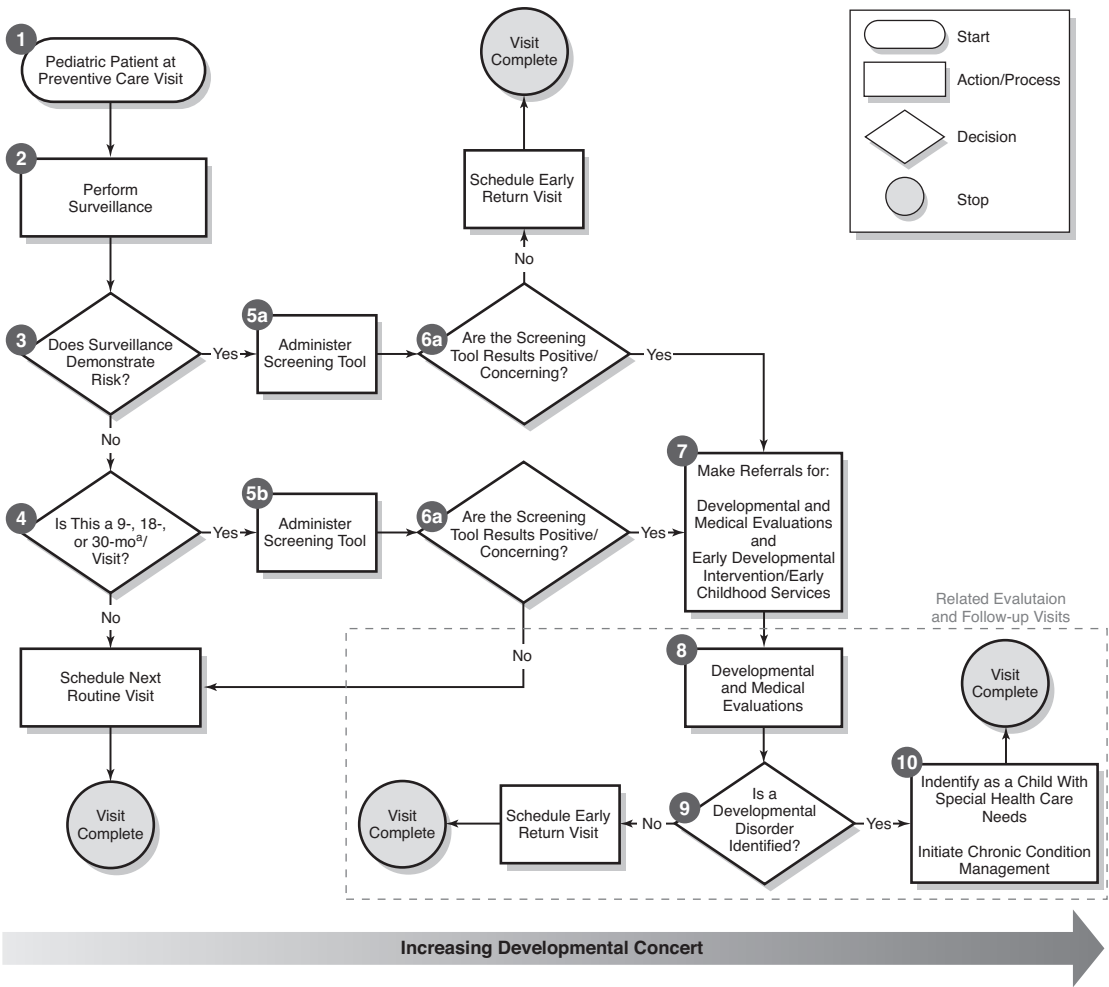 1
Pediatric Patient at
Preventive Care Visit
2
Perform
Surveillance
3
Does Surveillance
Demonstrate
Risk?
Yes
5a
Administer
Screening Tool
6a
Are the Screening
Tool Results Positive/
Concerning?
Yes
No
Schedule Early
Return Visit
Visit
Complete
Start
Action/Process
Decision
Stop
No
4
Is This a 9-, 18-,
or 30-moᵃ/
Visit?
Yes
5b
Administer
Screening Tool
6a
Are the Screening
Tool Results Positive/
Concerning?
Yes
7
Make Referrals for:
Developmental and
Medical Evaluations
and
Early Developmental
Intervention/Early
Childhood Services
No
No
Schedule Next
Routine Visit
Visit
Complete
Related Evalutaion
and Follow-up Visits
8
Developmental
and Medical
Evaluations
9
Is a
Developmental
Disorder
Identified?
No
Schedule Early
Return Visit
Visit
Complete
Yes
10
Indentify as a Child With
Special Health Care
Needs
Initiate Chronic Condition
Management
Visit
Complete
Increasing Developmental Concert